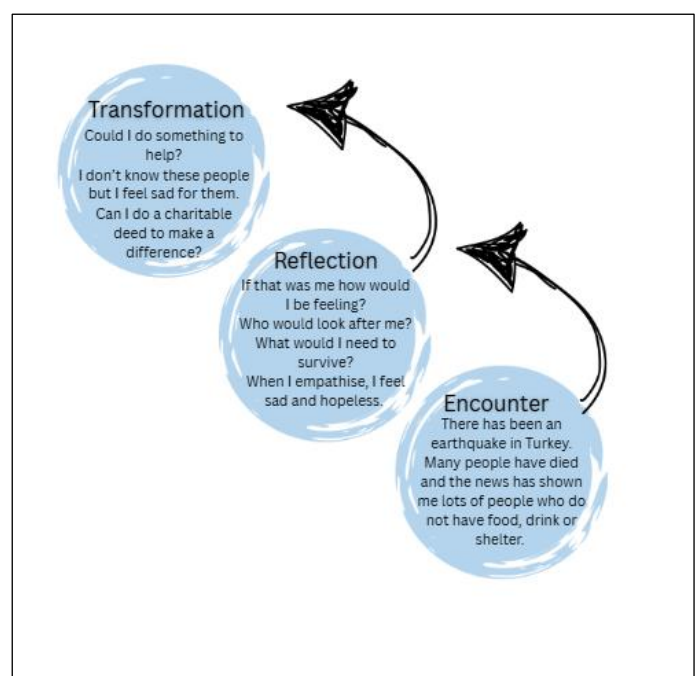 Transformation
Could I do something to
help?
I don't know these people
but I feel sad for them.
Can I do a charitable
deed to make a
difference?
Reflection
If that was me how would
I be feeling?
Who would look after me?
What would I need to
survive?
When I empathise, I feel
sad and hopeless.
Encounter
There has been an
earthquake in Turkey.
Many people have died
and the news has shown
me lots of people who do
not have food, drink or
shelter.